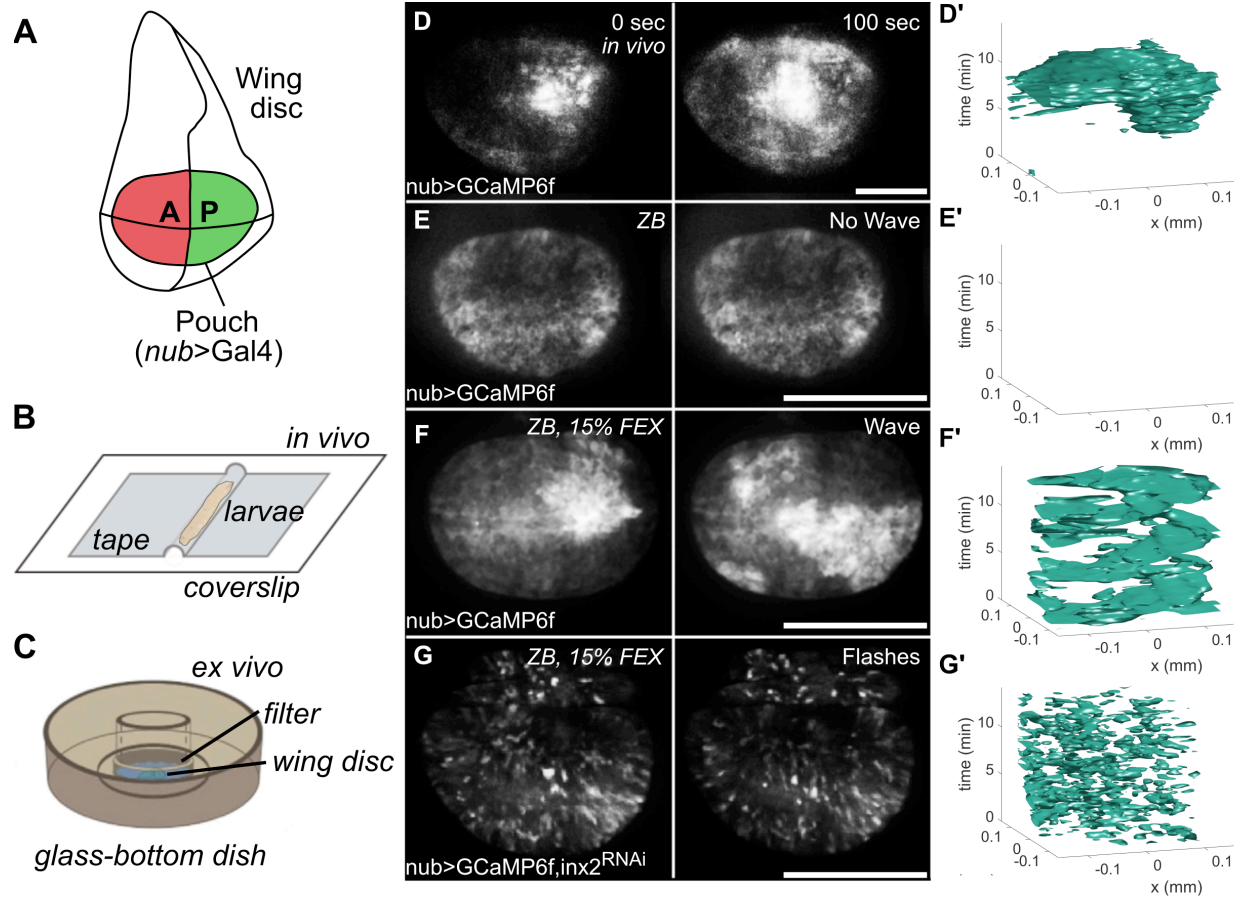 A
Wing
disc
A P
Pouch
(nub>Gal4)
B
in vivo
larvae
tape
coverslip
C
ex vivo
filter
wing disc
glass-bottom dish
D
0 sec
in vivo
nub>GCaMP6f
100 sec
E
ZB
nub>GCaMP6f
No Wave
F
ZB, 15% FEX
nub>GCaMP6f
Wave
G
ZB, 15% FEX
nub>GCaMP6f,inx2RNAi
Flashes
D'
time (min)
10
5
0
0.1
0
-0.1
-0.1
0
0.1
x (mm)
E'
time (min)
10
5
0
0.1
0
-0.1
-0.1
0
0.1
x (mm)
F'
time (min)
10
5
0
0.1
0
-0.1
-0.1
0
0.1
x (mm)
G'
time (min)
10
5
0
0.1
0
-0.1
-0.1
0
0.1
x (mm)